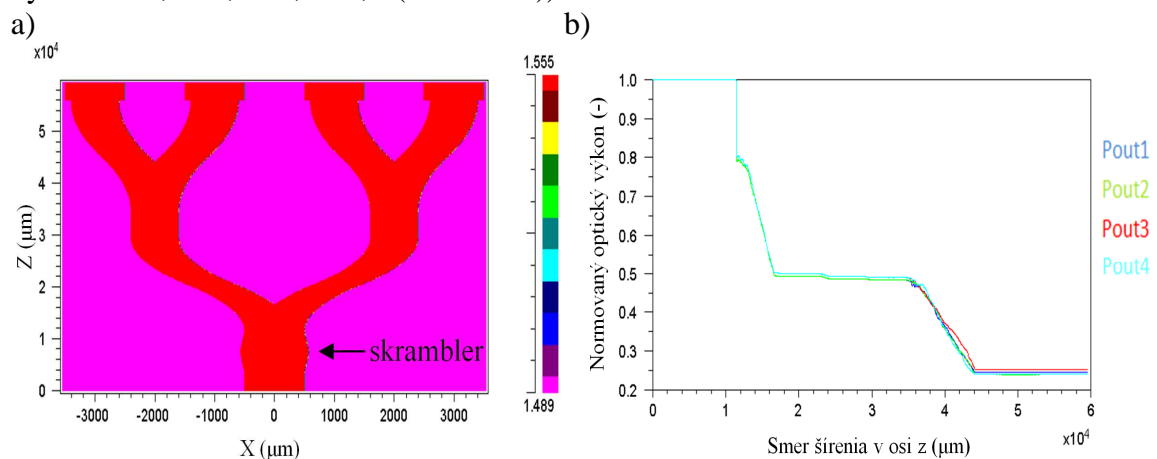 a)
b)
x10⁴
5
4
3
2
1
0
Z (µm)
-3000
-2000
-1000
0
1000
2000
3000
X (µm)
skrambler
1.555
1.489
1.0
0.9
0.8
0.7
0.6
0.5
0.4
0.3
0.2
Normovaný optický výkon (-)
0
1
2
3
4
5
6
x10⁴
Smer šírenia v osi z (µm)
Pout1
Pout2
Pout3
Pout4